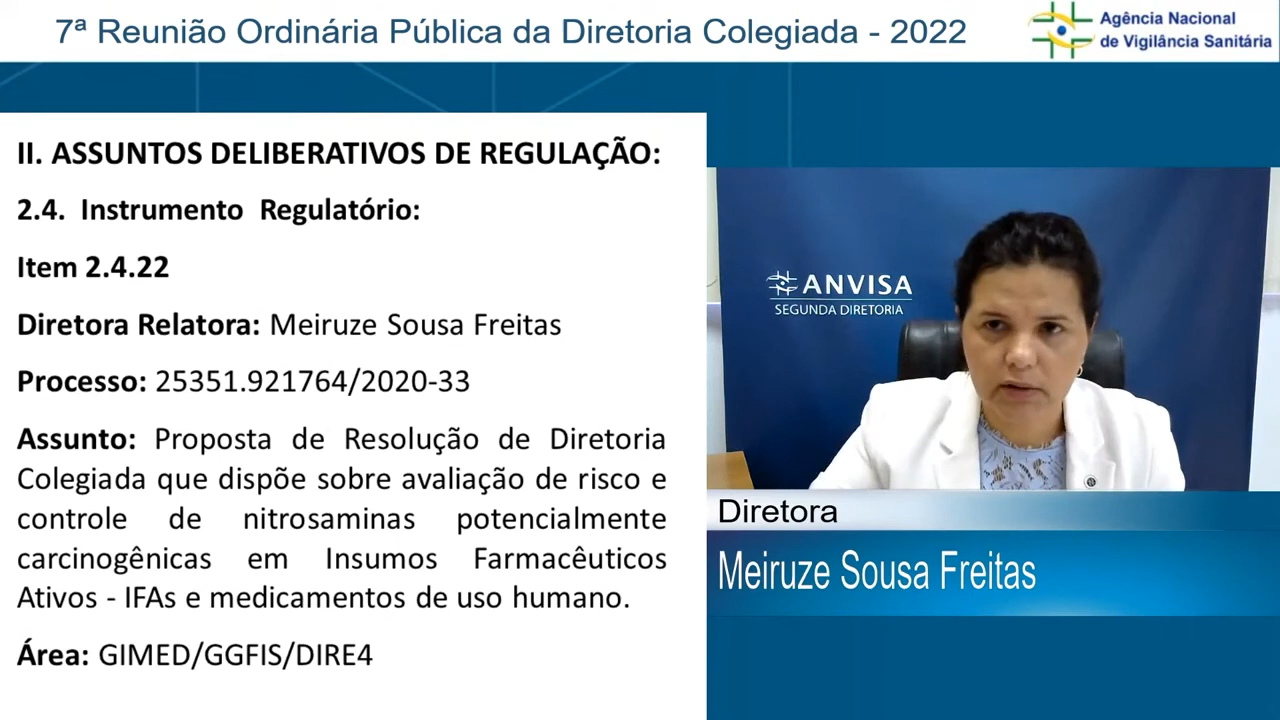 7ª Reunião Ordinária Pública da Diretoria Colegiada - 2022
Agência Nacional
de Vigilância Sanitária
II. ASSUNTOS DELIBERATIVOS DE REGULAÇÃO:
2.4. Instrumento Regulatório:
Item 2.4.22
Diretora Relatora: Meiruze Sousa Freitas
Processo: 25351.921764/2020-33
Assunto: Proposta de Resolução de Diretoria
Colegiada que dispõe sobre avaliação de risco e
controle de nitrosaminas potencialmente
carcinogênicas em Insumos Farmacêuticos
Ativos - IFAs e medicamentos de uso humano.
Área: GIMED/GGFIS/DIRE4
ANVISA
SEGUNDA DIRETORIA
Diretora
Meiruze Sousa Freitas